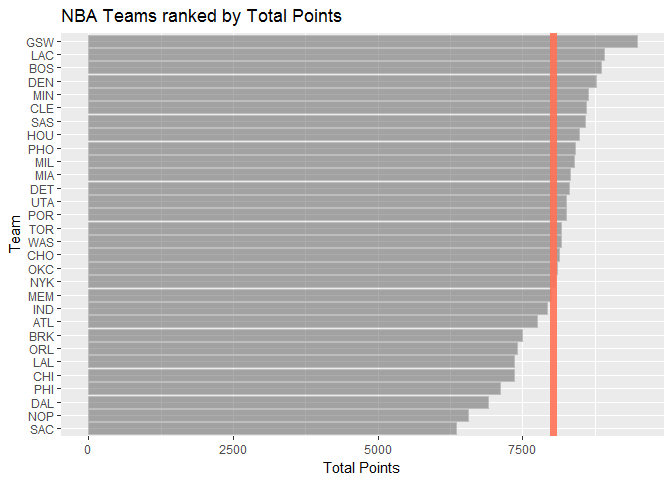 NBA Teams ranked by Total Points
GSW
LAC
BOS
DEN
MIN
CLE
SAS
HOU
PHO
MIL
MIA
DET
UTA
POR
TOR
WAS
CHO
OKC
NYK
MEM
IND
ATL
BRK
ORL
LAL
CHI
PHI
DAL
NOP
SAC
Team
0 2500 5000 7500
Total Points